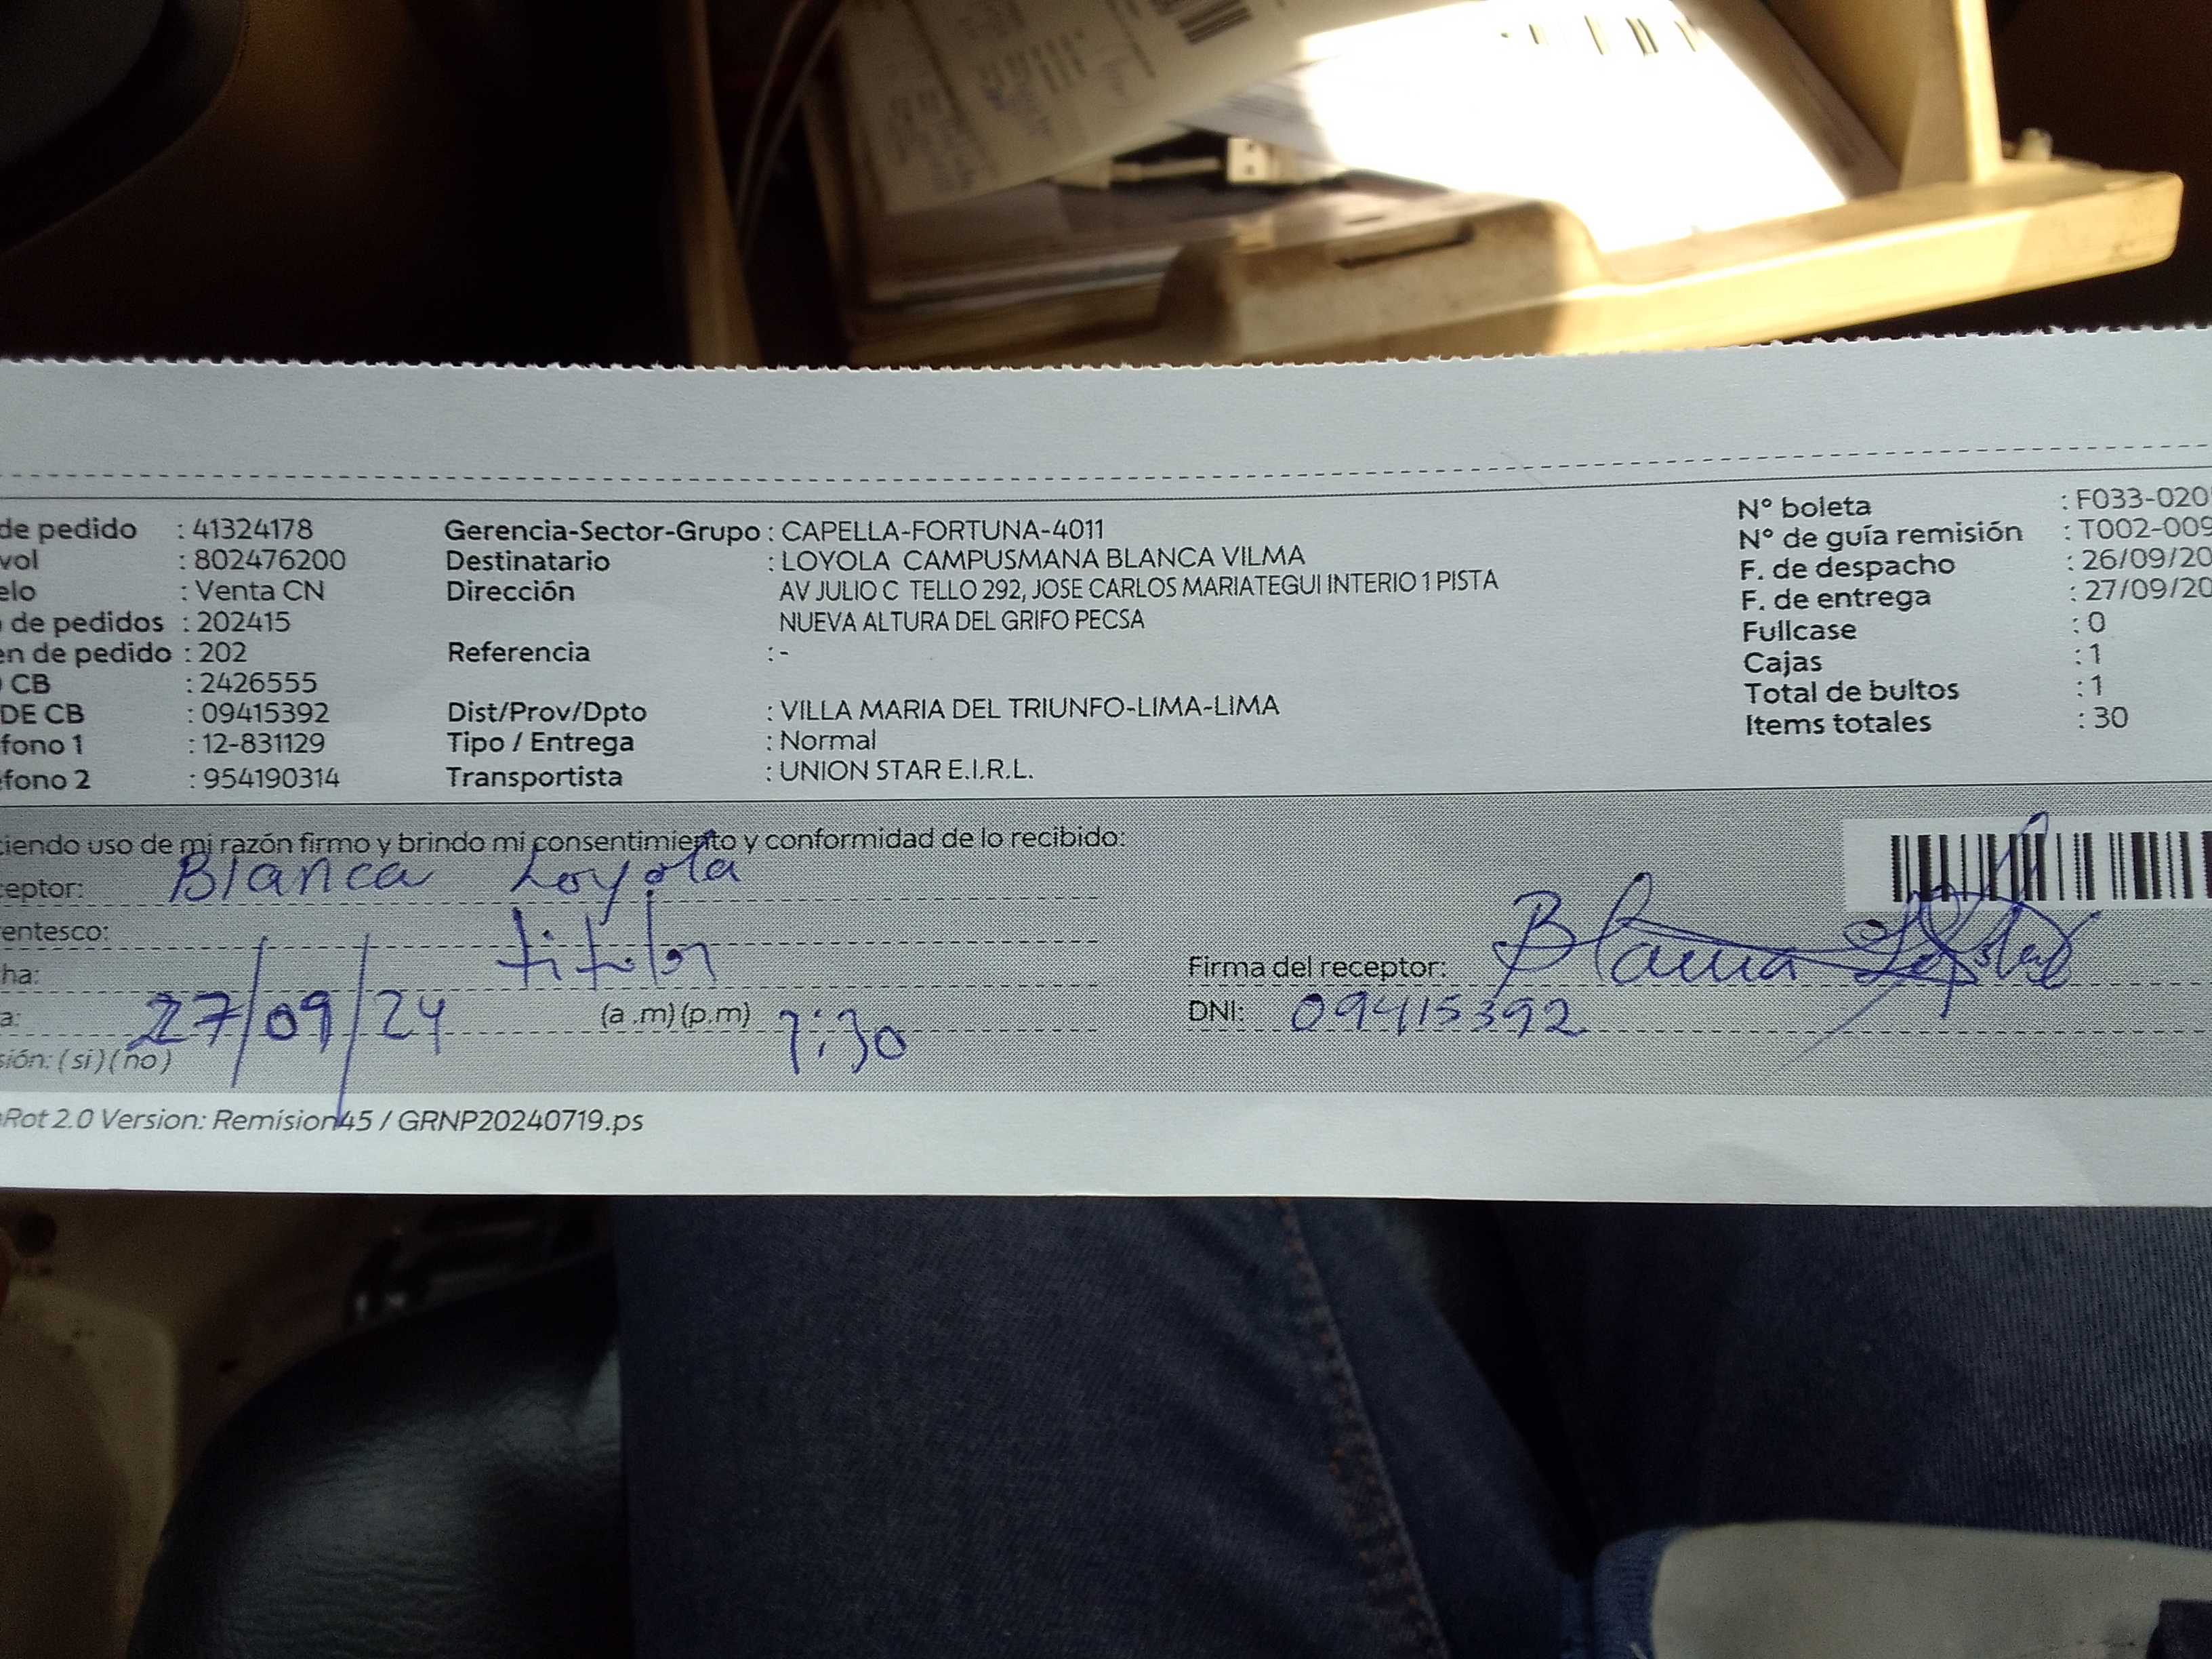 de pedido : 41324178 Gerencia-Sector-Grupo : CAPELLA-FORTUNA-4011 N° boleta : F033-020
vol : 802476200 Destinatario : LOYOLA CAMPUSMANA BLANCA VILMA N° de guía remisión : T002-009
elo : Venta CN Dirección AV JULIO C TELLO 292, JOSE CARLOS MARIATEGUI INTERIO 1 PISTA F. de despacho : 26/09/20
de pedidos : 202415 NUEVA ALTURA DEL GRIFO PECSA F. de entrega : 27/09/20
en de pedido : 202 Referencia : - Fullcase : 0
CB : 2426555 Cajas : 1
DE CB : 09415392 Dist/Prov/Dpto : VILLA MARIA DEL TRIUNFO-LIMA-LIMA Total de bultos : 1
fono 1 : 12-831129 Tipo / Entrega : Normal Items totales : 30
éfono 2 : 954190314 Transportista : UNION STAR E.I.R.L.
ciendo uso de mi razón firmo y brindo mi consentimiento y conformidad de lo recibido:
ceptor: Blanca Loyola
entesco: titular
ha: 27/09/24 Firma del receptor: Blanca Loyola
a: (a .m) (p.m) 7:30 DNI: 09415392
sión: (si) (no)
Rot 2.0 Version: Remision45 / GRNP20240719.ps